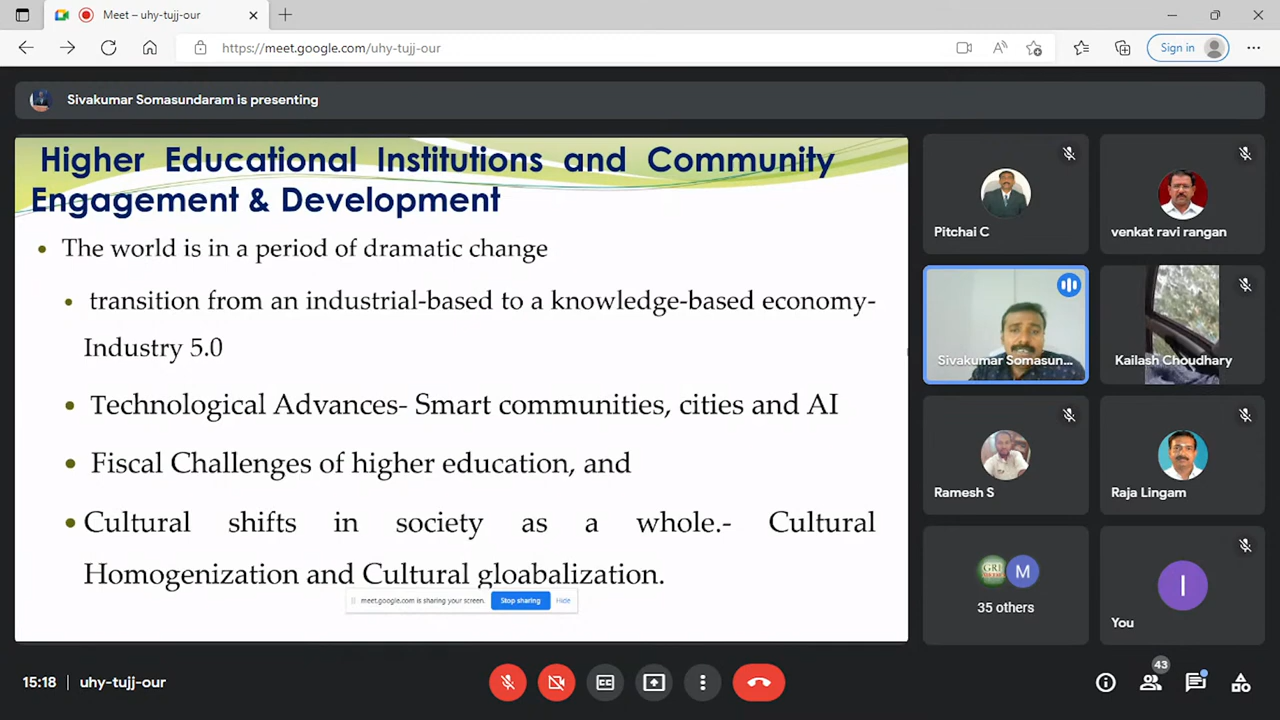 Meet – uhy-tujj-our
https://meet.google.com/uhy-tujj-our
Sign in
Sivakumar Somasundaram is presenting
Higher Educational Institutions and Community
Engagement & Development
• The world is in a period of dramatic change
• transition from an industrial-based to a knowledge-based economy-
Industry 5.0
• Technological Advances- Smart communities, cities and AI
• Fiscal Challenges of higher education, and
• Cultural shifts in society as a whole.- Cultural
Homogenization and Cultural gloabalization.
meet.google.com is sharing your screen.
Stop sharing
Hide
Pitchai C
venkat ravi rangan
Sivakumar Somasun...
Kailash Choudhary
Ramesh S
Raja Lingam
GRI
M
35 others
I
You
15:18 | uhy-tujj-our
43